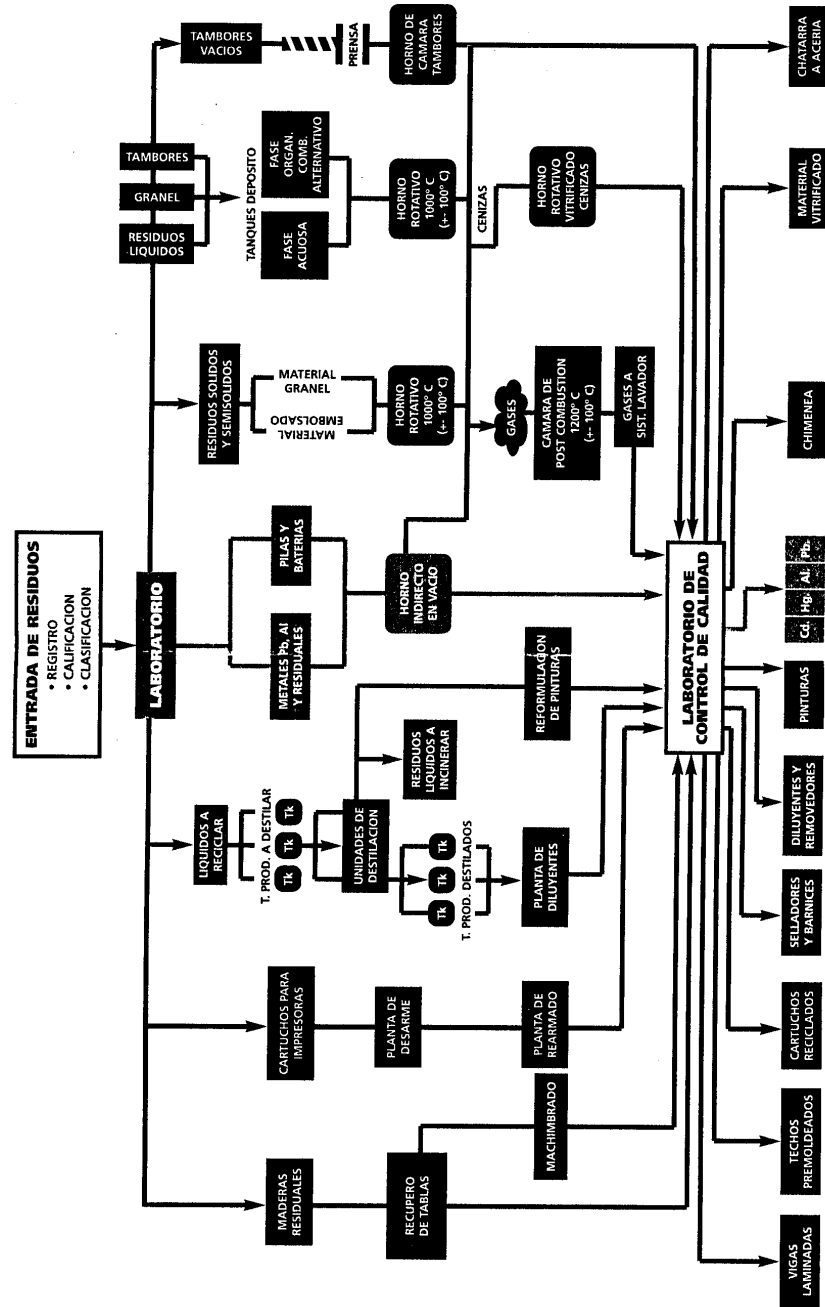 ENTRADA DE RESIDUOS
• REGISTRO
• CALIFICACION
• CLASIFICACION
LABORATORIO
MADERAS
RESIDUALES
RECUPERO
DE TABLAS
MACHIMBRADO
CARTUCHOS PARA
IMPRESORAS
PLANTA DE
DESARME
PLANTA DE
REARMADO
LIQUIDOS A
RECICLAR
T. PROD. A DESTILAR
Tk
Tk
Tk
UNIDADES DE
DESTILACION
Tk
Tk
Tk
T. PROD. DESTILADOS
PLANTA DE
DILUYENTES
RESIDUOS
LIQUIDOS A
INCINERAR
REFORMULACION
DE PINTURAS
METALES Pb, Al
Y RESIDUALES
PILAS Y
BATERIAS
HORNO
INDIRECTO
EN VACIO
RESIDUOS SOLIDOS
Y SEMISOLIDOS
MATERIAL
EMBOLSADO
MATERIAL
GRANEL
HORNO
ROTATIVO
1000° C
(+- 100° C)
GASES
CAMARA DE
POST COMBUSTION
1200° C
(+- 100° C)
GASES A
SIST. LAVADOR
RESIDUOS
LIQUIDOS
GRANEL
TAMBORES
TANQUES DEPOSITO
FASE
ACUOSA
FASE
ORGAN.
COMB.
ALTERNATIVO
HORNO
ROTATIVO
1000° C
(+- 100° C)
CENIZAS
HORNO
ROTATIVO
VITRIFICADO
CENIZAS
TAMBORES
VACIOS
PRENSA
HORNO DE
CAMARA
TAMBORES
LABORATORIO DE
CONTROL DE CALIDAD
VIGAS
LAMINADAS
TECHOS
PREMOLDEADOS
CARTUCHOS
RECICLADOS
SELLADORES
Y BARNICES
DILUYENTES Y
REMOVEDORES
PINTURAS
Cd.
Hg.
Al.
Pb.
CHIMENEA
MATERIAL
VITRIFICADO
CHATARRA
A ACERIA